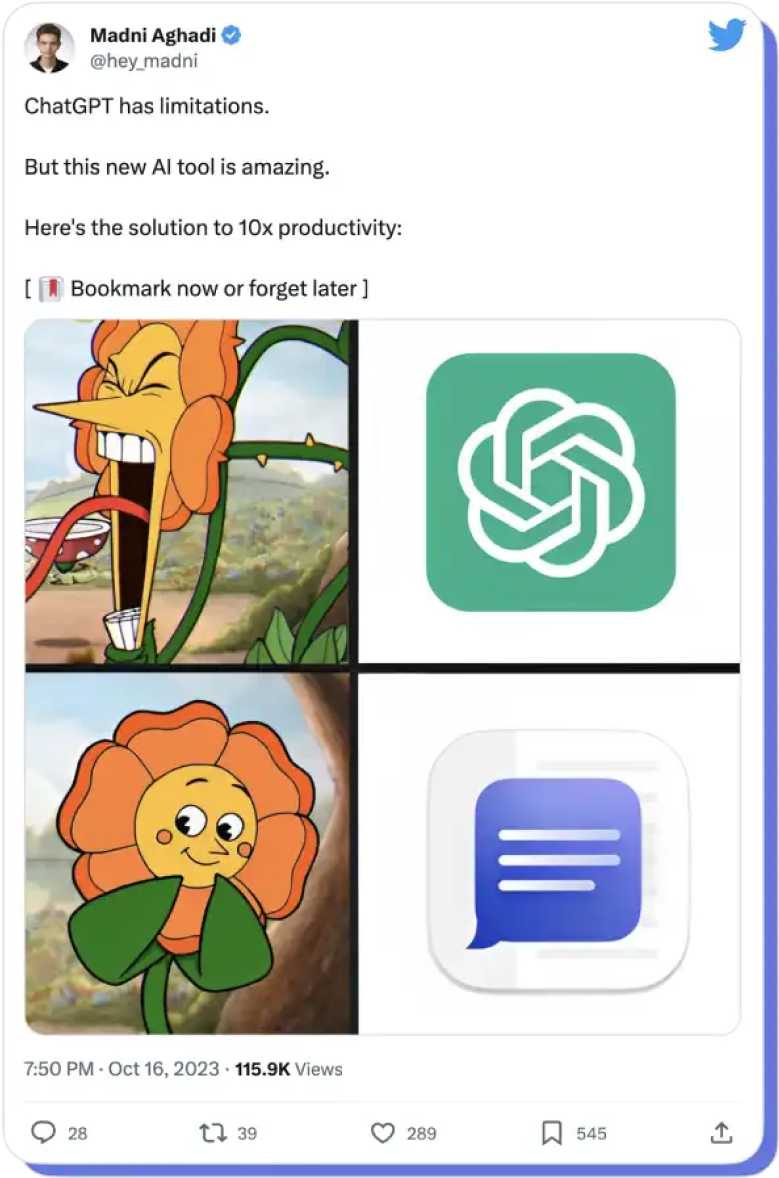 Madni Aghadi
@hey_madni
ChatGPT has limitations.
But this new AI tool is amazing.
Here's the solution to 10x productivity:
[ 📕 Bookmark now or forget later ]
7:50 PM · Oct 16, 2023 · 115.9K Views
28 39 289 545